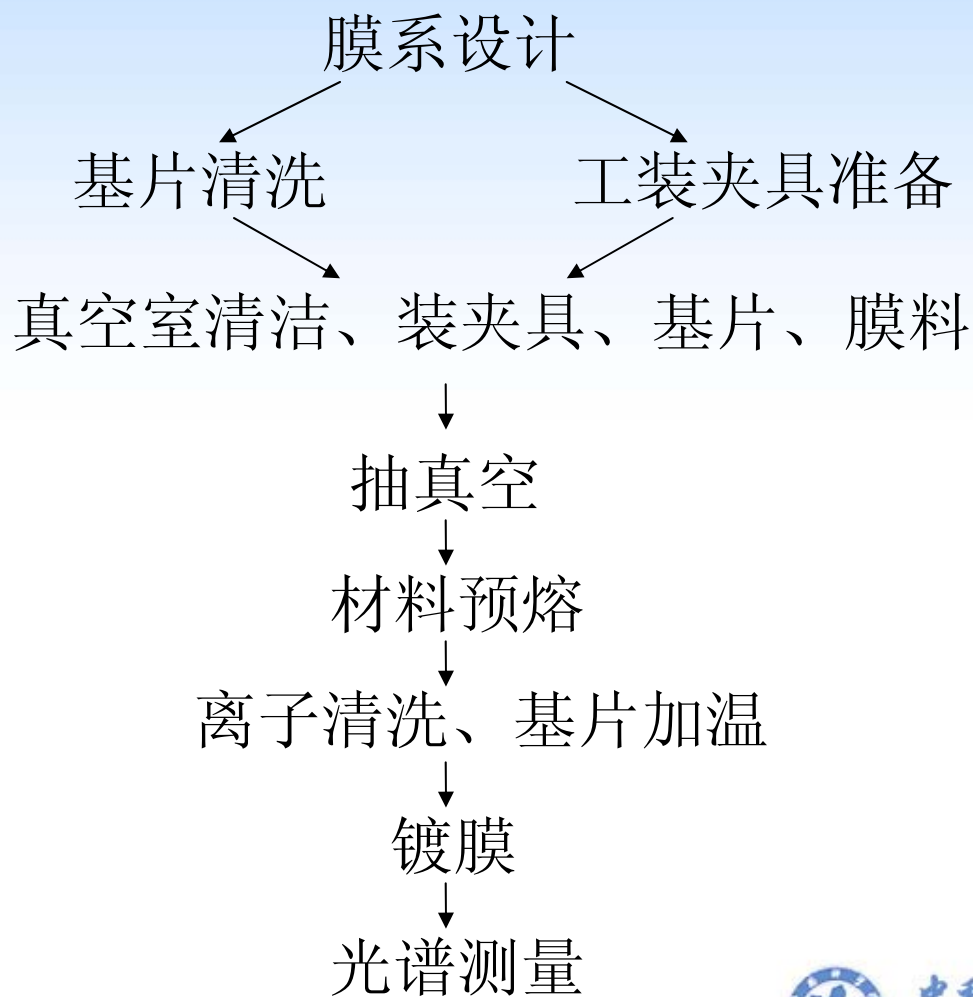 膜系设计
基片清洗 工装夹具准备
真空室清洁、装夹具、基片、膜料
抽真空
材料预熔
离子清洗、基片加温
镀膜
光谱测量